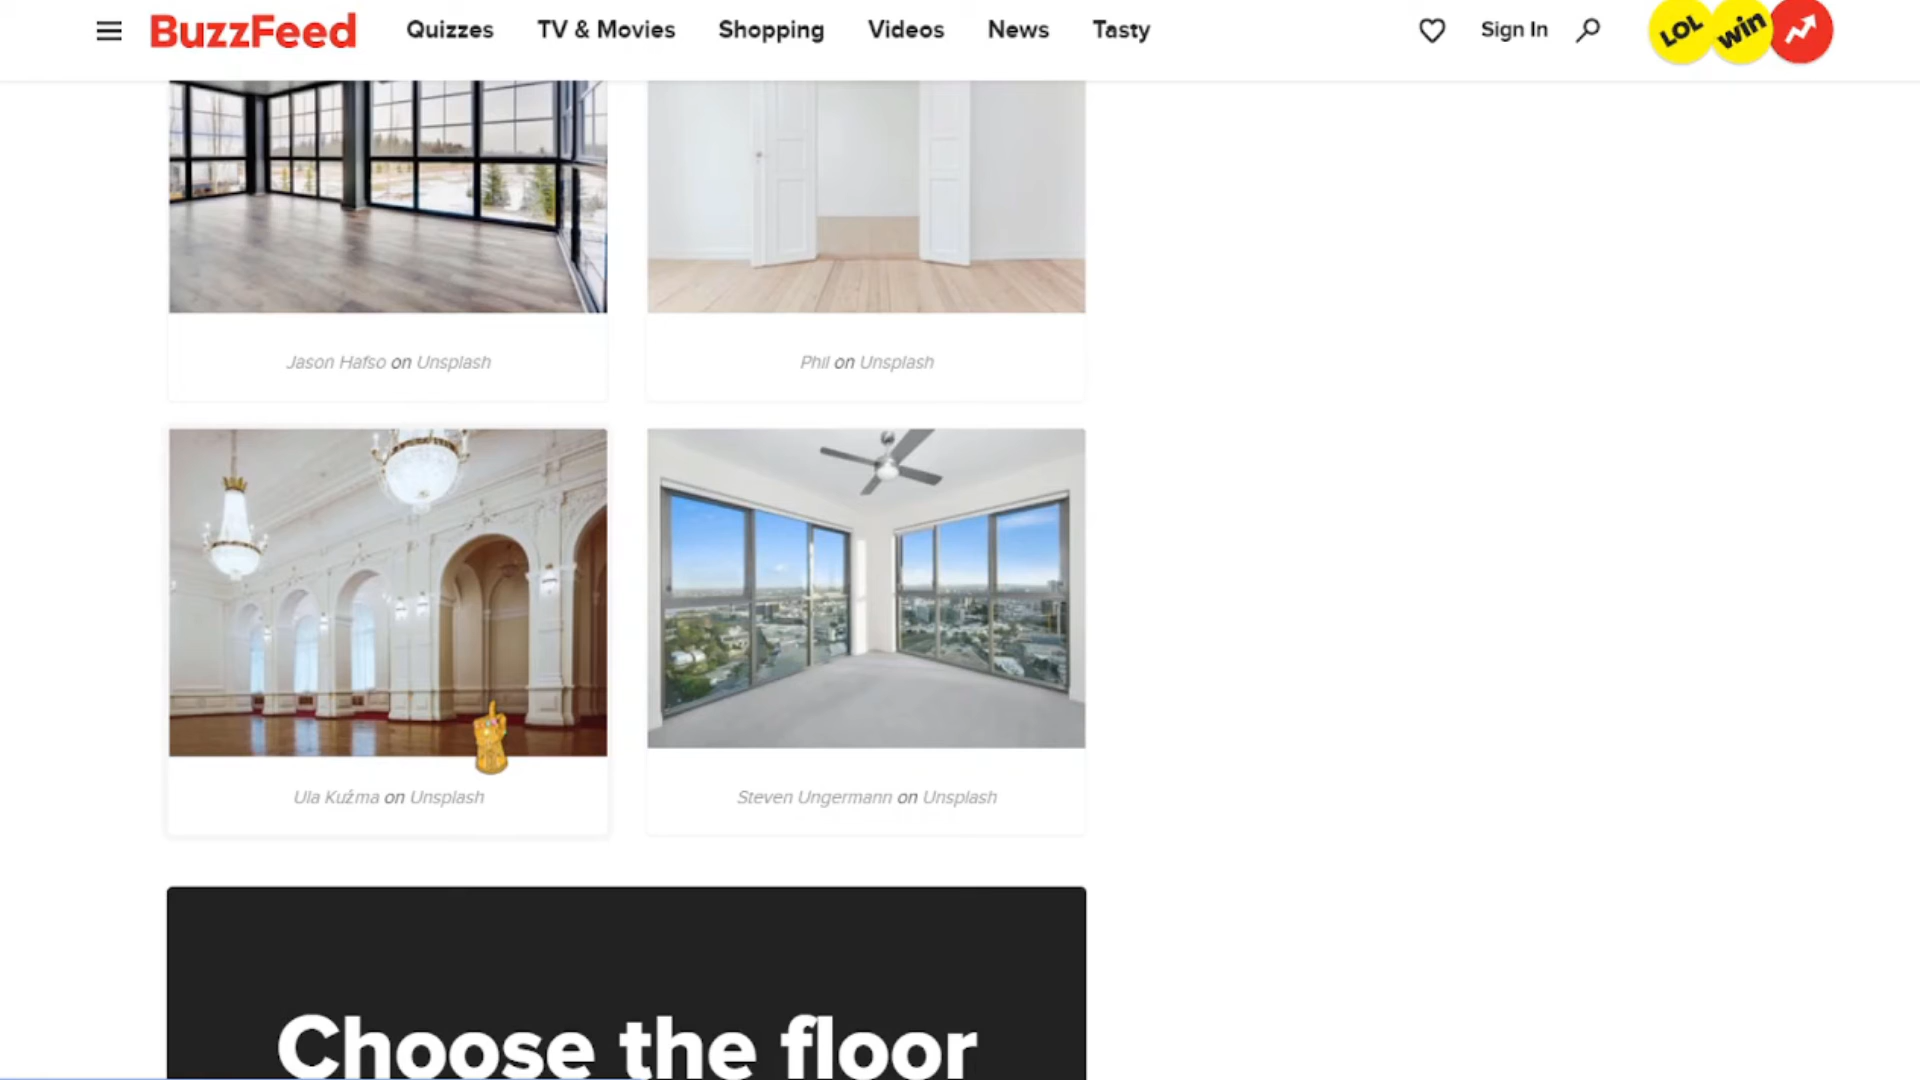 BuzzFeed Quizzes TV & Movies Shopping Videos News Tasty Sign In LOL win
Jason Hafso on Unsplash
Phil on Unsplash
Ula Kuźma on Unsplash
Steven Ungermann on Unsplash
Choose the floor